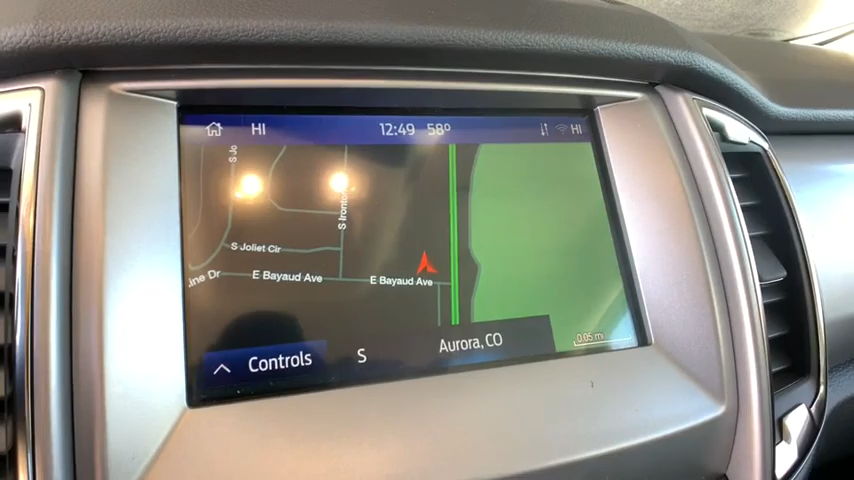 HI 12:49 58° HI
S Jo
S Ironton
S Joliet Cir
ine Dr
E Bayaud Ave
E Bayaud Ave
Controls
S
Aurora, CO
0.05 mi